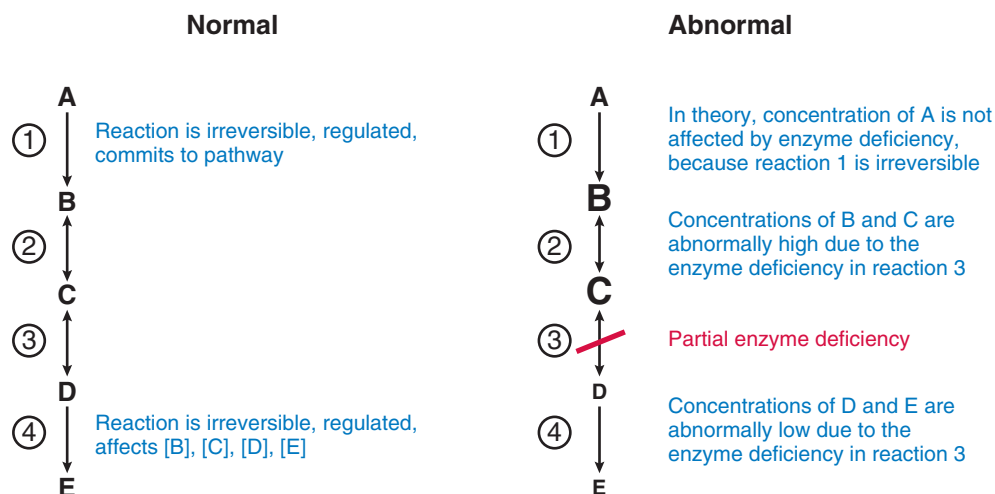 Normal
A
1
Reaction is irreversible, regulated,
commits to pathway
B
2
C
3
D
4
Reaction is irreversible, regulated,
affects [B], [C], [D], [E]
E
Abnormal
A
1
In theory, concentration of A is not
affected by enzyme deficiency,
because reaction 1 is irreversible
B
2
Concentrations of B and C are
abnormally high due to the
enzyme deficiency in reaction 3
C
3
Partial enzyme deficiency
D
4
Concentrations of D and E are
abnormally low due to the
enzyme deficiency in reaction 3
E